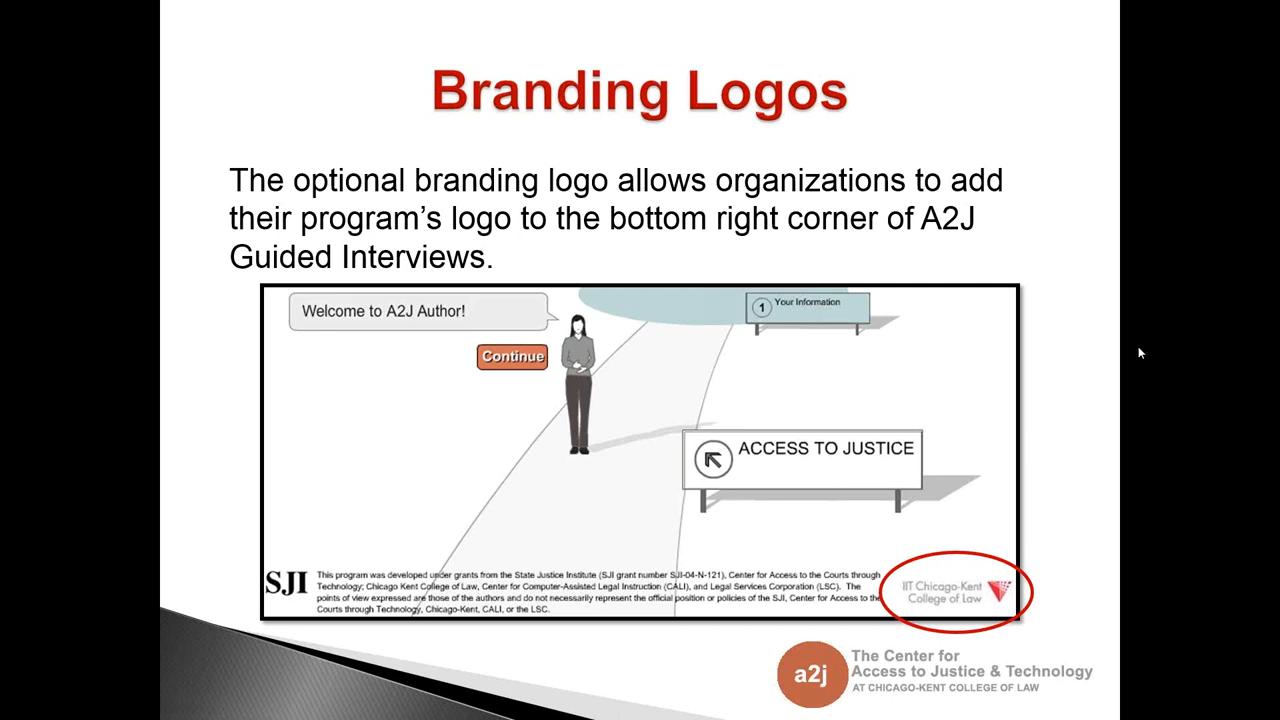 Branding Logos
The optional branding logo allows organizations to add
their program’s logo to the bottom right corner of A2J
Guided Interviews.
Welcome to A2J Author!
Continue
1 Your Information
ACCESS TO JUSTICE
SJI
This program was developed under grants from the State Justice Institute (SJI grant number SJI-04-N-121), Center for Access to the Courts through
Technology; Chicago Kent College of Law, Center for Computer-Assisted Legal Instruction (CALI), and Legal Services Corporation (LSC). The
points of view expressed are those of the authors and do not necessarily represent the official position or policies of the SJI, Center for Access to the
Courts through Technology, Chicago-Kent, CALI, or the LSC.
IIT Chicago-Kent
College of Law
a2j
The Center for
Access to Justice & Technology
AT CHICAGO-KENT COLLEGE OF LAW